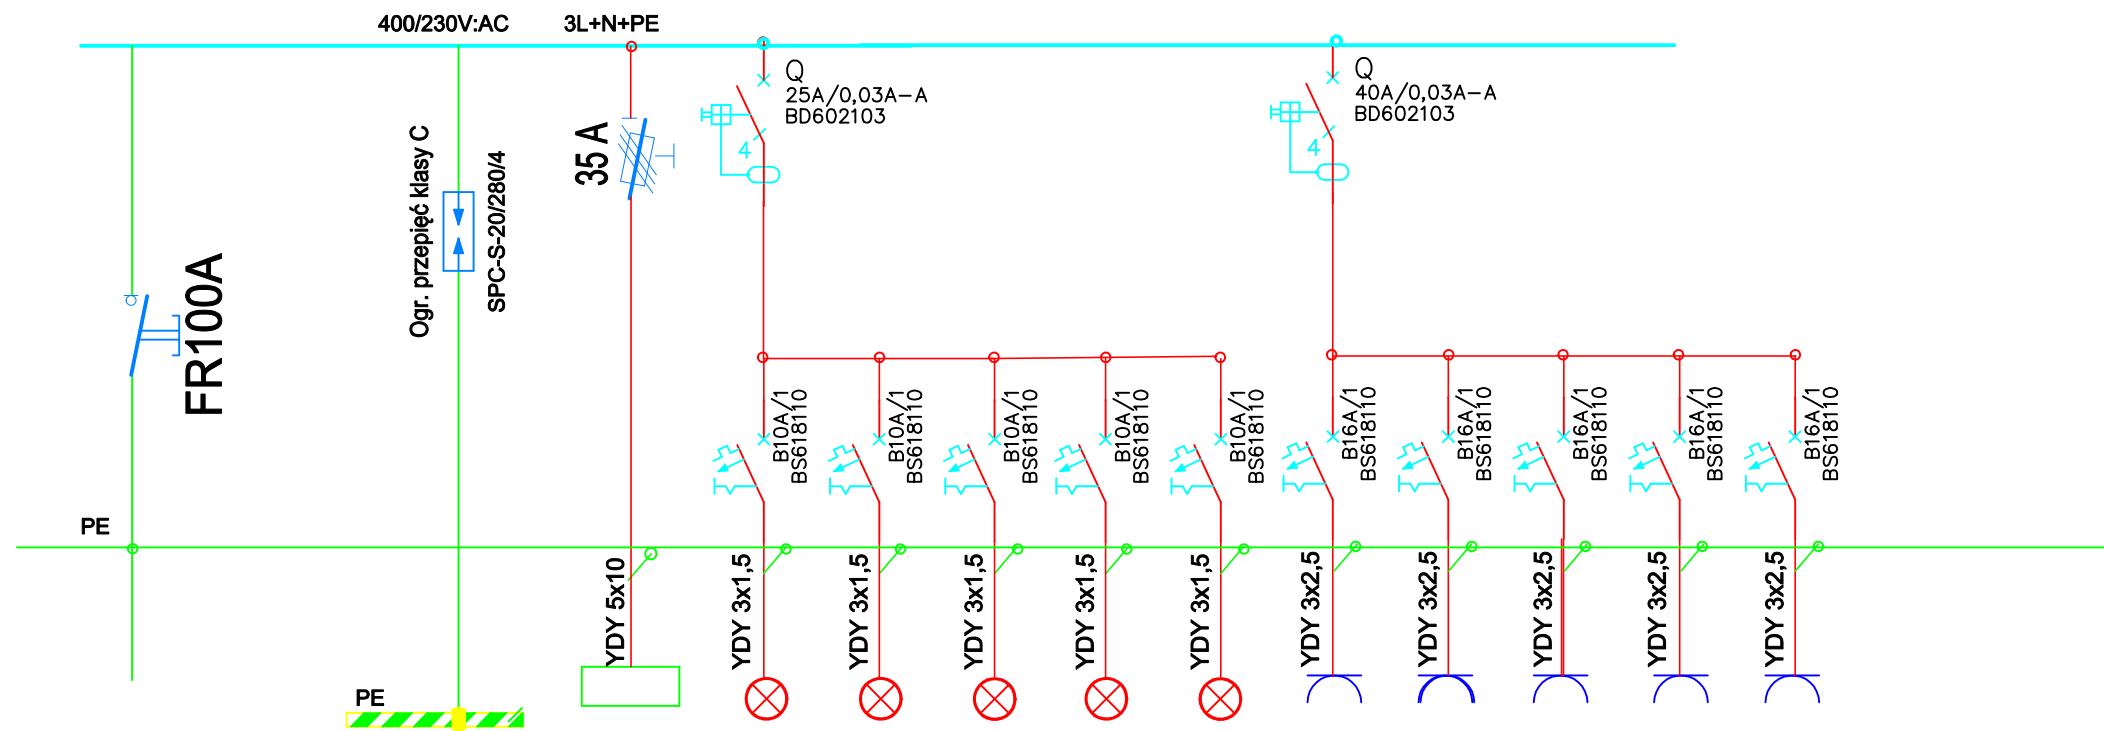 400/230V:AC
3L+N+PE
Q
25A/0,03A-A
BD602103
4
Q
40A/0,03A-A
BD602103
4
FR100A
Ogr. przepięć klasy C
SPC-S-20/280/4
35 A
B10A/1
BS618110
B10A/1
BS618110
B10A/1
BS618110
B10A/1
BS618110
B10A/1
BS618110
B16A/1
BS618110
B16A/1
BS618110
B16A/1
BS618110
B16A/1
BS618110
B16A/1
BS618110
PE
YDY 5x10
YDY 3x1,5
YDY 3x1,5
YDY 3x1,5
YDY 3x1,5
YDY 3x1,5
YDY 3x2,5
YDY 3x2,5
YDY 3x2,5
YDY 3x2,5
YDY 3x2,5
PE